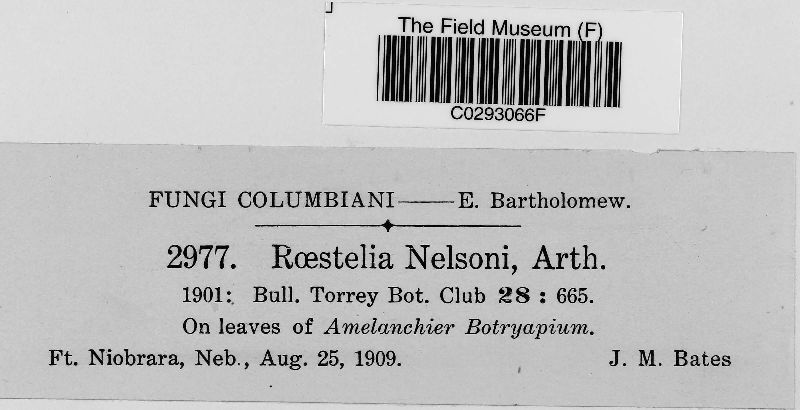 The Field Museum (F)
C0293066F
FUNGI COLUMBIANI——E. Bartholomew.
2977. Rœstelia Nelsoni, Arth.
1901: Bull. Torrey Bot. Club 28 : 665.
On leaves of Amelanchier Botryapium.
Ft. Niobrara, Neb., Aug. 25, 1909. J. M. Bates